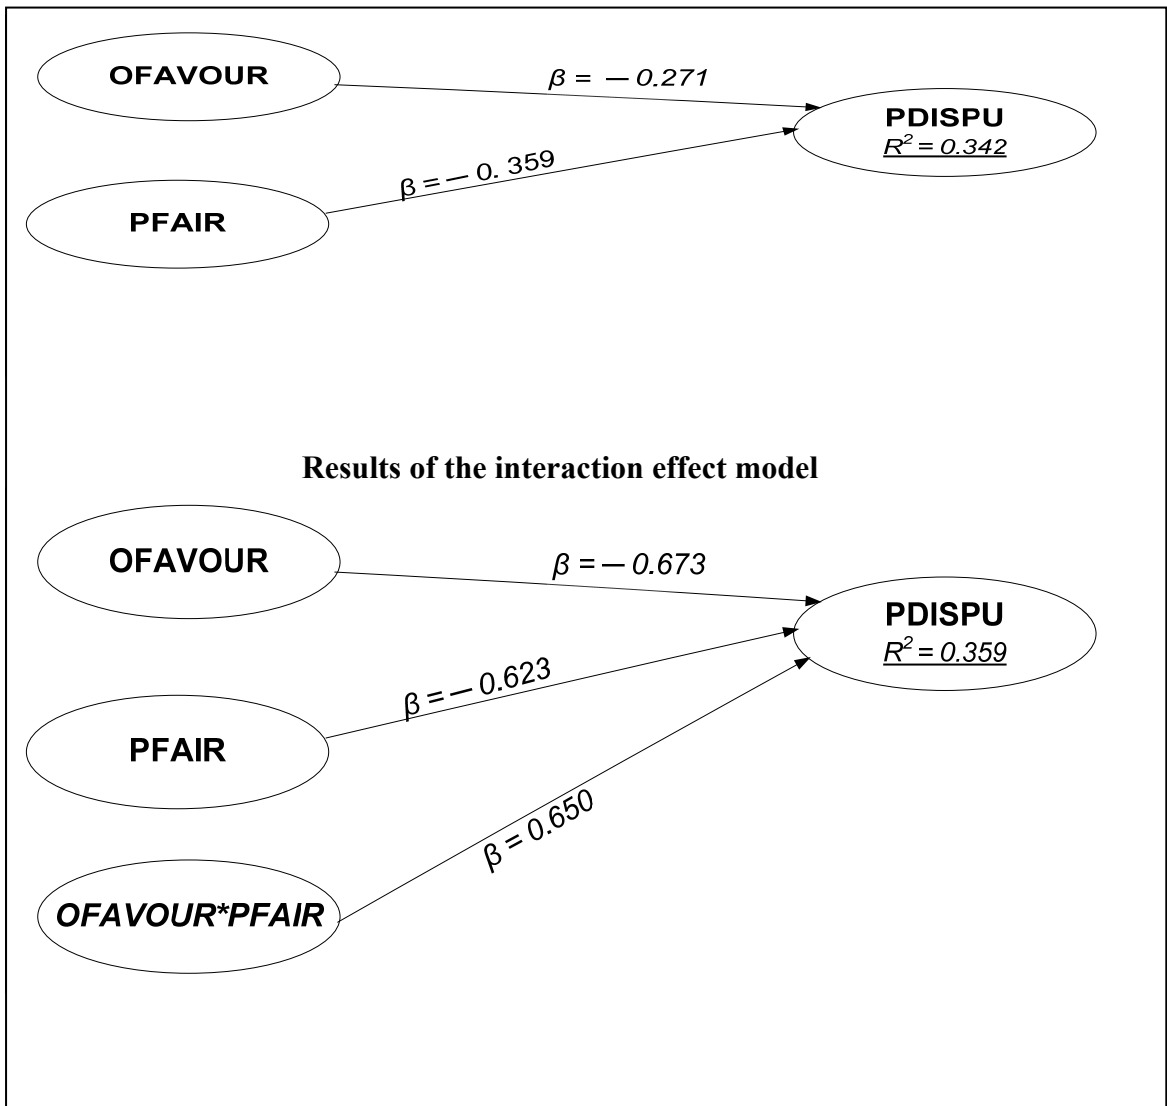 OFAVOUR
β = — 0.271
PDISPU
R² = 0.342
β = — 0. 359
PFAIR
Results of the interaction effect model
OFAVOUR
β = — 0.673
PDISPU
R² = 0.359
β = — 0.623
PFAIR
β = 0.650
OFAVOUR*PFAIR